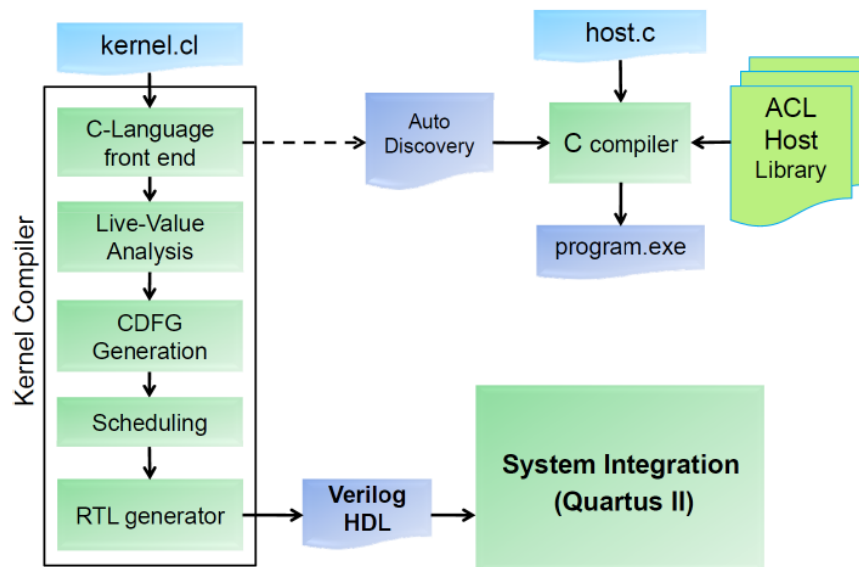 kernel.cl
host.c
Kernel Compiler
C-Language
front end
Auto
Discovery
C compiler
ACL
Host
Library
Live-Value
Analysis
program.exe
CDFG
Generation
Scheduling
RTL generator
Verilog
HDL
System Integration
(Quartus II)